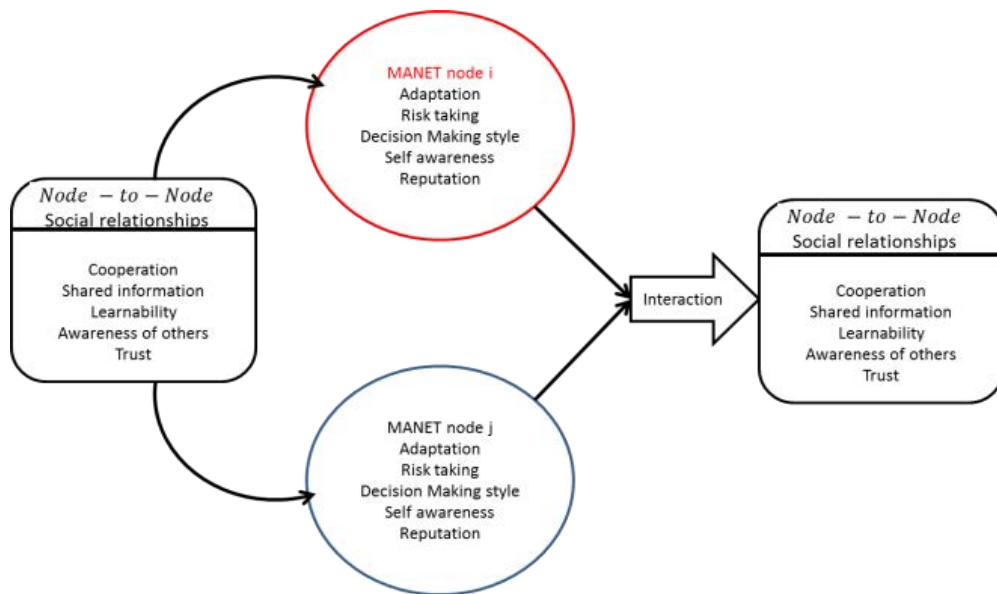 Node - to - Node
Social relationships
Cooperation
Shared information
Learnability
Awareness of others
Trust
MANET node i
Adaptation
Risk taking
Decision Making style
Self awareness
Reputation
MANET node j
Adaptation
Risk taking
Decision Making style
Self awareness
Reputation
Interaction
Node - to - Node
Social relationships
Cooperation
Shared information
Learnability
Awareness of others
Trust